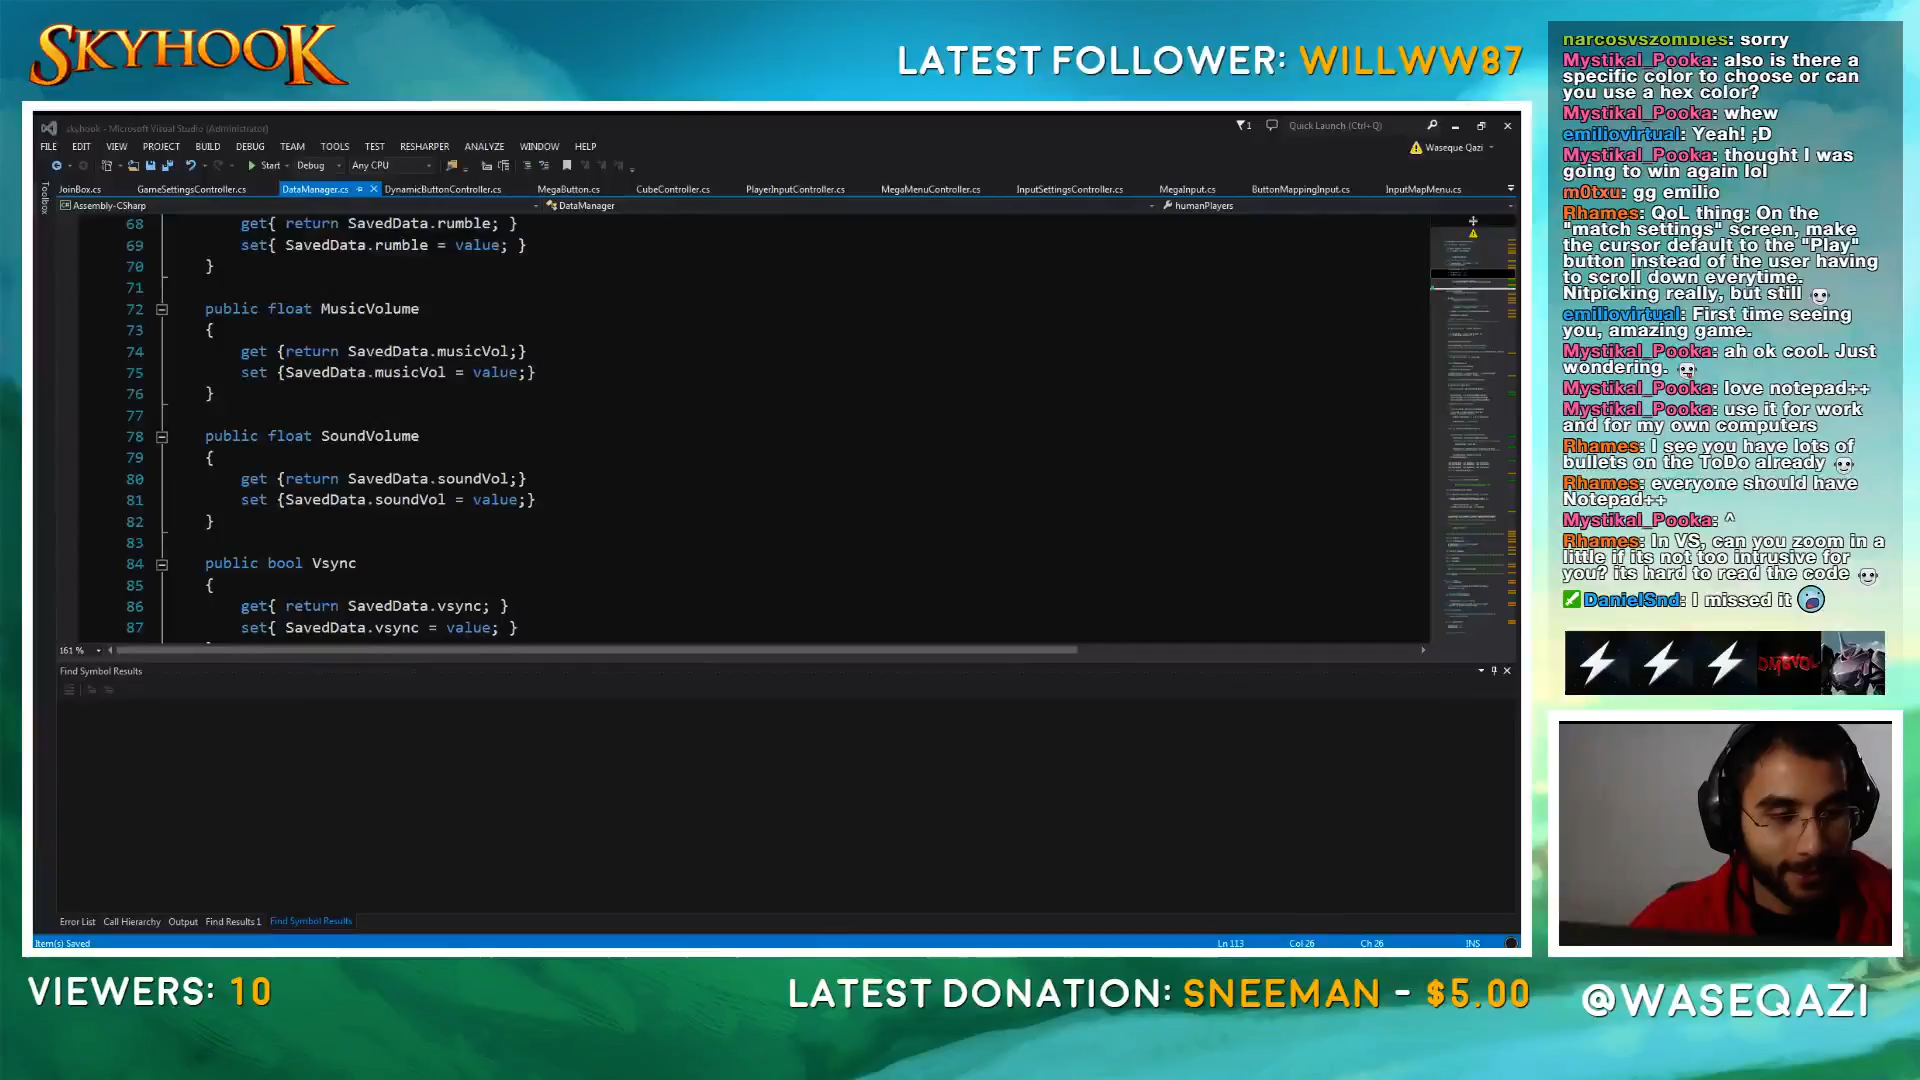 SKYHOOK
LATEST FOLLOWER: WILLWW87
skyhook - Microsoft Visual Studio (Administrator)
1
Quick Launch (Ctrl+Q)
FILE EDIT VIEW PROJECT BUILD DEBUG TEAM TOOLS TEST RESHARPER ANALYZE WINDOW HELP
Waseque Qazi
Start Debug Any CPU
Toolbox
JoinBox.cs GameSettingsController.cs DataManager.cs DynamicButtonController.cs MegaButton.cs CubeController.cs PlayerInputController.cs MegaMenuController.cs InputSettingsController.cs MegaInput.cs ButtonMappingInput.cs InputMapMenu.cs
Assembly-CSharp DataManager humanPlayers
68 get{ return SavedData.rumble; }
69 set{ SavedData.rumble = value; }
70 }
71
72 public float MusicVolume
73 {
74 get {return SavedData.musicVol;}
75 set {SavedData.musicVol = value;}
76 }
77
78 public float SoundVolume
79 {
80 get {return SavedData.soundVol;}
81 set {SavedData.soundVol = value;}
82 }
83
84 public bool Vsync
85 {
86 get{ return SavedData.vsync; }
87 set{ SavedData.vsync = value; }
161 %
Find Symbol Results
Error List Call Hierarchy Output Find Results 1 Find Symbol Results
Item(s) Saved Ln 113 Col 26 Ch 26 INS
narcosvszombies: sorry
Mystikal_Pooka: also is there a
specific color to choose or can
you use a hex color?
Mystikal_Pooka: whew
emiliovirtual: Yeah! ;D
Mystikal_Pooka: thought I was
going to win again lol
m0txu: gg emilio
Rhames: QoL thing: On the
"match settings" screen, make
the cursor default to the "Play"
button instead of the user having
to scroll down everytime.
Nitpicking really, but still
emiliovirtual: First time seeing
you, amazing game.
Mystikal_Pooka: ah ok cool. Just
wondering.
Mystikal_Pooka: love notepad++
Mystikal_Pooka: use it for work
and for my own computers
Rhames: I see you have lots of
bullets on the ToDo already
Rhames: everyone should have
Notepad++
Mystikal_Pooka: ^
Rhames: In VS, can you zoom in a
little if its not too intrusive for
you? its hard to read the code
DanielSnd: I missed it
VIEWERS: 10
LATEST DONATION: SNEEMAN - $5.00
@WASEQAZI